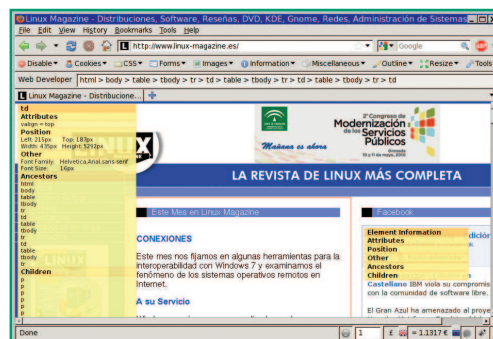 Linux Magazine - Distribuciones, Software, Reseñas, DVD, KDE, Gnome, Redes, Administración de Sistemas
File Edit View History Bookmarks Tools Help
http://www.linux-magazine.es/
Google
Disable Cookies CSS Forms Images Information Miscellaneous Outline Resize Tools
Web Developer html > body > table > tbody > tr > td > table > tbody > tr > td > table > tbody > tr > td
Linux Magazine - Distribucione...
td
Attributes
valign = top
Position
Left: 215px Top: 183px
Width: 435px Height: 5292px
Other
Font Family: Helvetica,Arial,sans-serif
Font Size: 16px
Ancestors
html
body
table
tbody
tr
td
table
tbody
tr
td
table
tbody
tr
Children
p
p
p
p
p
p
Mañana es ahora
2º Congreso de
Modernización
de los Servicios
Públicos
Granada
LA REVISTA DE LINUX MÁS COMPLETA
Este Mes en Linux Magazine
CONEXIONES
Este mes nos fijamos en algunas herramientas para la
interoperabilidad con Windows 7 y examinamos el
fenómeno de los sistemas operativos remotos en
Internet.
A su Servicio
Facebook
Element Information
Attributes
Position
Other
Ancestors
Children
dición
Castellano IBM viola su compromis
con la comunidad de software libre.
El Gran Azul ha amenazado al proye
Done
1
£
= 1.1317 €